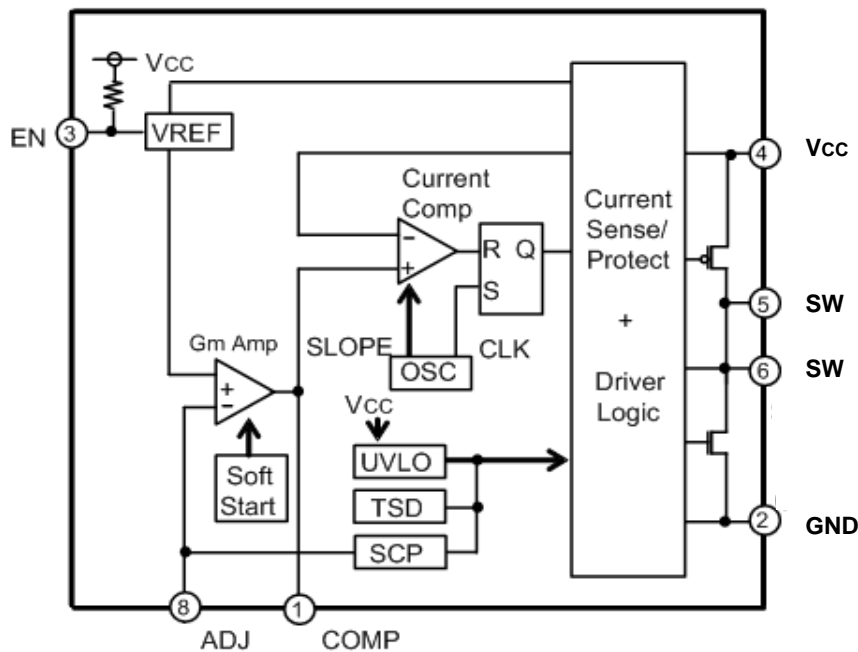 VCC
EN
3
VREF
4
VCC
Current
Comp
−
+
R
Q
S
Current
Sense/
Protect
+
Driver
Logic
5
SW
6
SW
Gm Amp
+
−
SLOPE
OSC
CLK
VCC
Soft
Start
UVLO
TSD
SCP
2
GND
8
ADJ
1
COMP